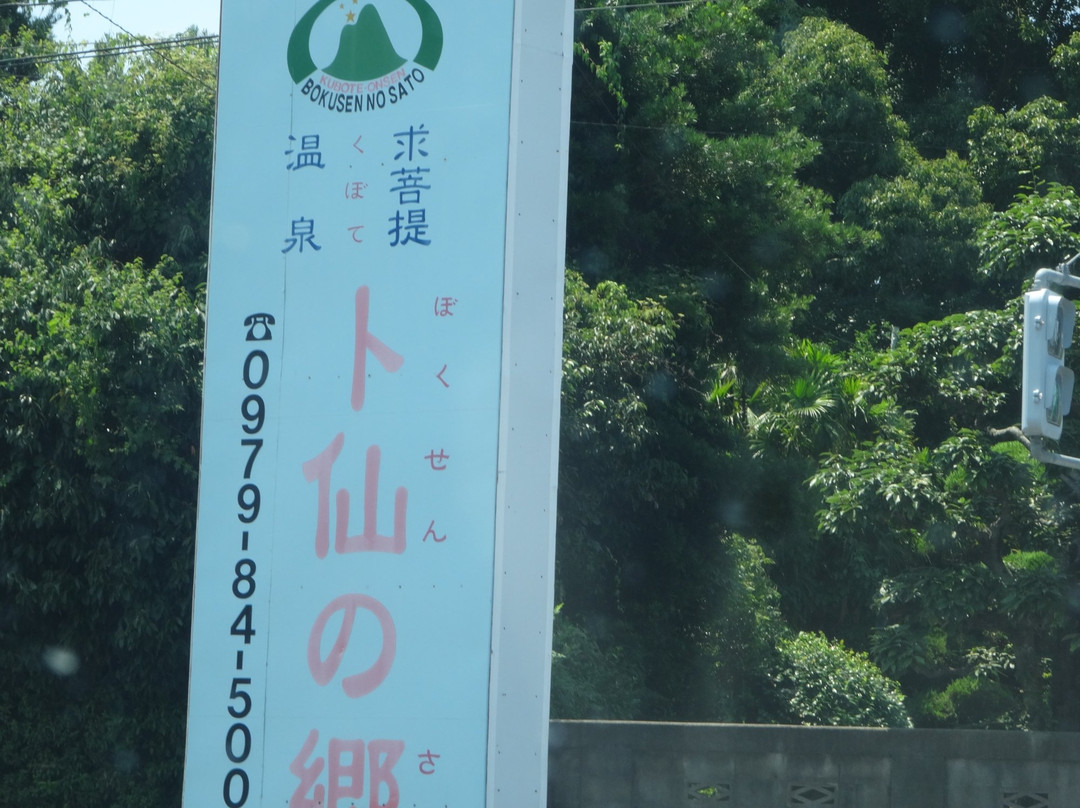 KUBOTE-ONSEN
BOKUSEN NO SATO
求菩提
くぼて
温泉
ぼくせん
さ
卜仙の郷
☎0979-84-500